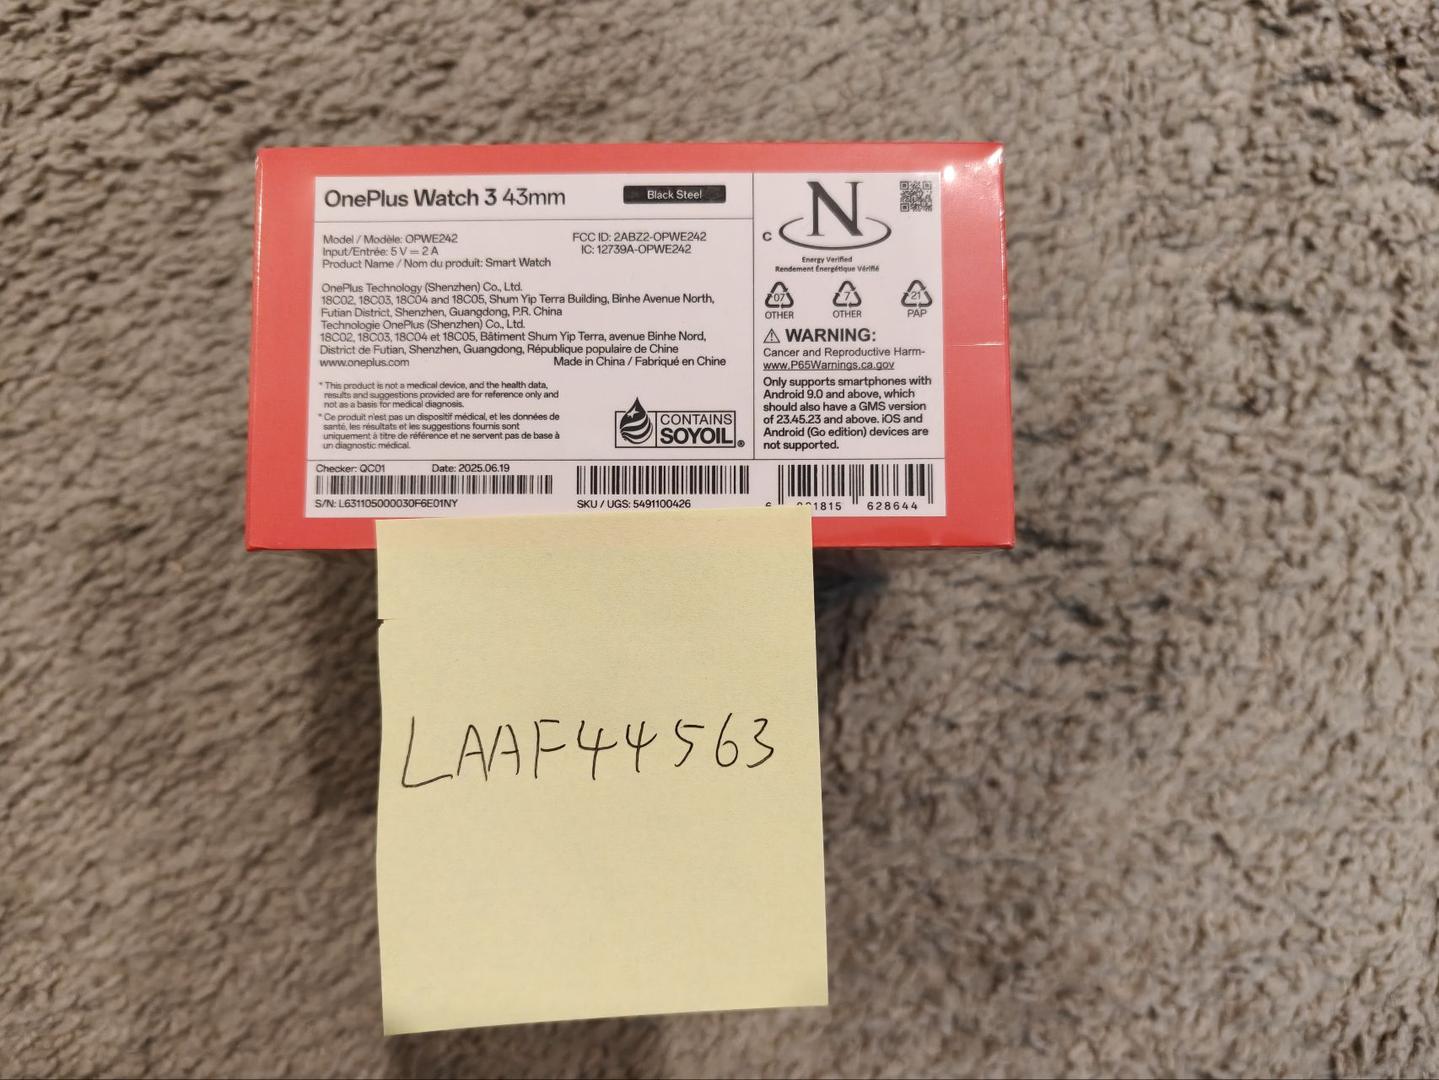 OnePlus Watch 3 43mm
Black Steel
Model / Modèle: OPWE242
Input/Entrée: 5 V = 2 A
Product Name / Nom du produit: Smart Watch
FCC ID: 2ABZ2-OPWE242
IC: 12739A-OPWE242
OnePlus Technology (Shenzhen) Co., Ltd.
18C02, 18C03, 18C04 and 18C05, Shum Yip Terra Building, Binhe Avenue North,
Futian District, Shenzhen, Guangdong, P.R. China
Technologie OnePlus (Shenzhen) Co., Ltd.
18C02, 18C03, 18C04 et 18C05, Bâtiment Shum Yip Terra, avenue Binhe Nord,
District de Futian, Shenzhen, Guangdong, République populaire de Chine
www.oneplus.com
Made in China / Fabriqué en Chine
* This product is not a medical device, and the health data,
results and suggestions provided are for reference only and
not as a basis for medical diagnosis.
* Ce produit n'est pas un dispositif médical, et les données de
santé, les résultats et les suggestions fournis sont
uniquement à titre de référence et ne servent pas de base à
un diagnostic médical.
CONTAINS
SOYOIL®
Checker: QC01
Date: 2025.06.19
S/N: L631105000030F6E01NY
SKU / UGS: 5491100426
N
C
Energy Verified
Rendement Énergétique Vérifié
07
OTHER
7
OTHER
21
PAP
⚠ WARNING:
Cancer and Reproductive Harm-
www.P65Warnings.ca.gov
Only supports smartphones with
Android 9.0 and above, which
should also have a GMS version
of 23.45.23 and above. iOS and
Android (Go edition) devices are
not supported.
1815 628644
LAAF44563